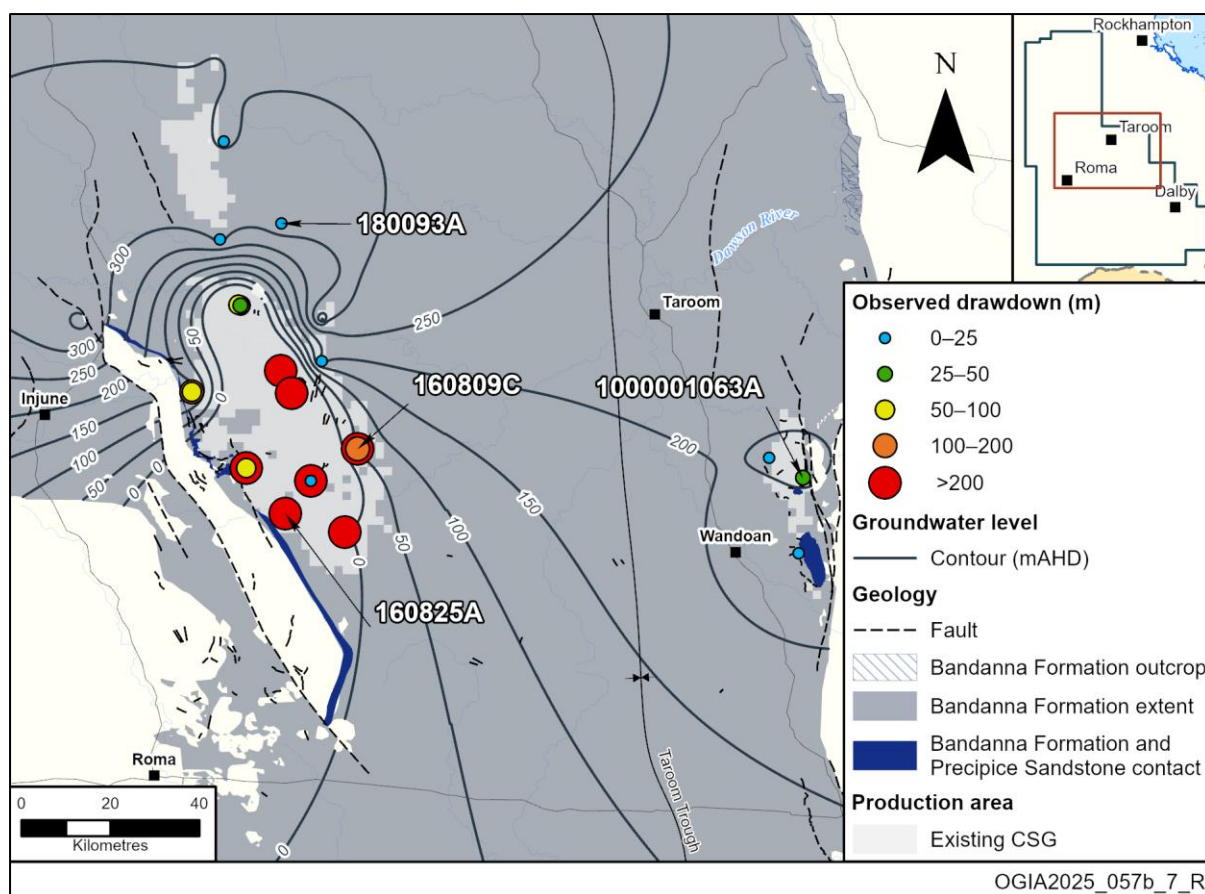 Rockhampton
Taroom
Roma
Dalby
N
180093A
Dawson River
300
250
Taroom
50
300
250
200
150
100
50
0
0
0
Injune
160809C
1000001063A
200
150
100
50
0
Wandoan
160825A
Roma
Taroom Trough
0
0 20 40
Kilometres
Observed drawdown (m)
0–25
25–50
50–100
100–200
>200
Groundwater level
Contour (mAHD)
Geology
Fault
Bandanna Formation outcrop
Bandanna Formation extent
Bandanna Formation and
Precipice Sandstone contact
Production area
Existing CSG
OGIA2025_057b_7_R